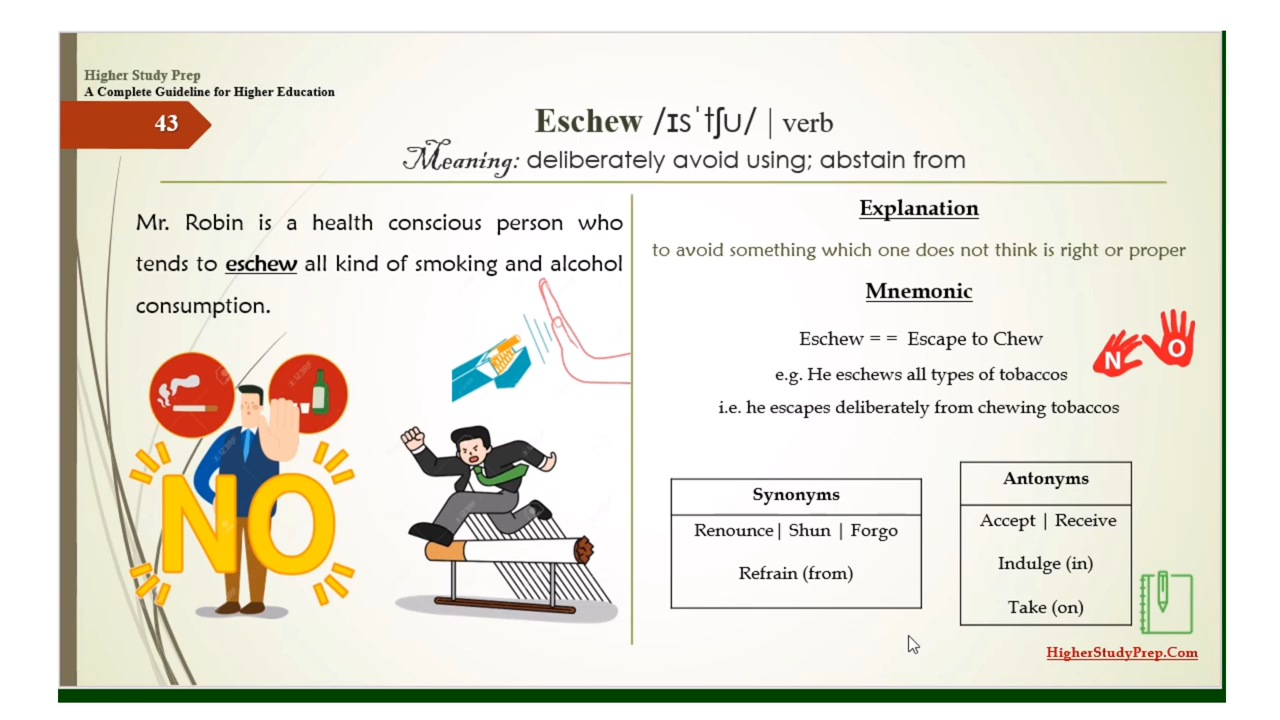 Higher Study Prep
A Complete Guideline for Higher Education
43
Eschew /ɪsˈtʃʊ/ | verb
Meaning: deliberately avoid using; abstain from
Mr. Robin is a health conscious person who
tends to eschew all kind of smoking and alcohol
consumption.
NO
Explanation
to avoid something which one does not think is right or proper
Mnemonic
Eschew = = Escape to Chew
e.g. He eschews all types of tobaccos
i.e. he escapes deliberately from chewing tobaccos
N O
Synonyms
Renounce| Shun | Forgo
Refrain (from)
Antonyms
Accept | Receive
Indulge (in)
Take (on)
HigherStudyPrep.Com